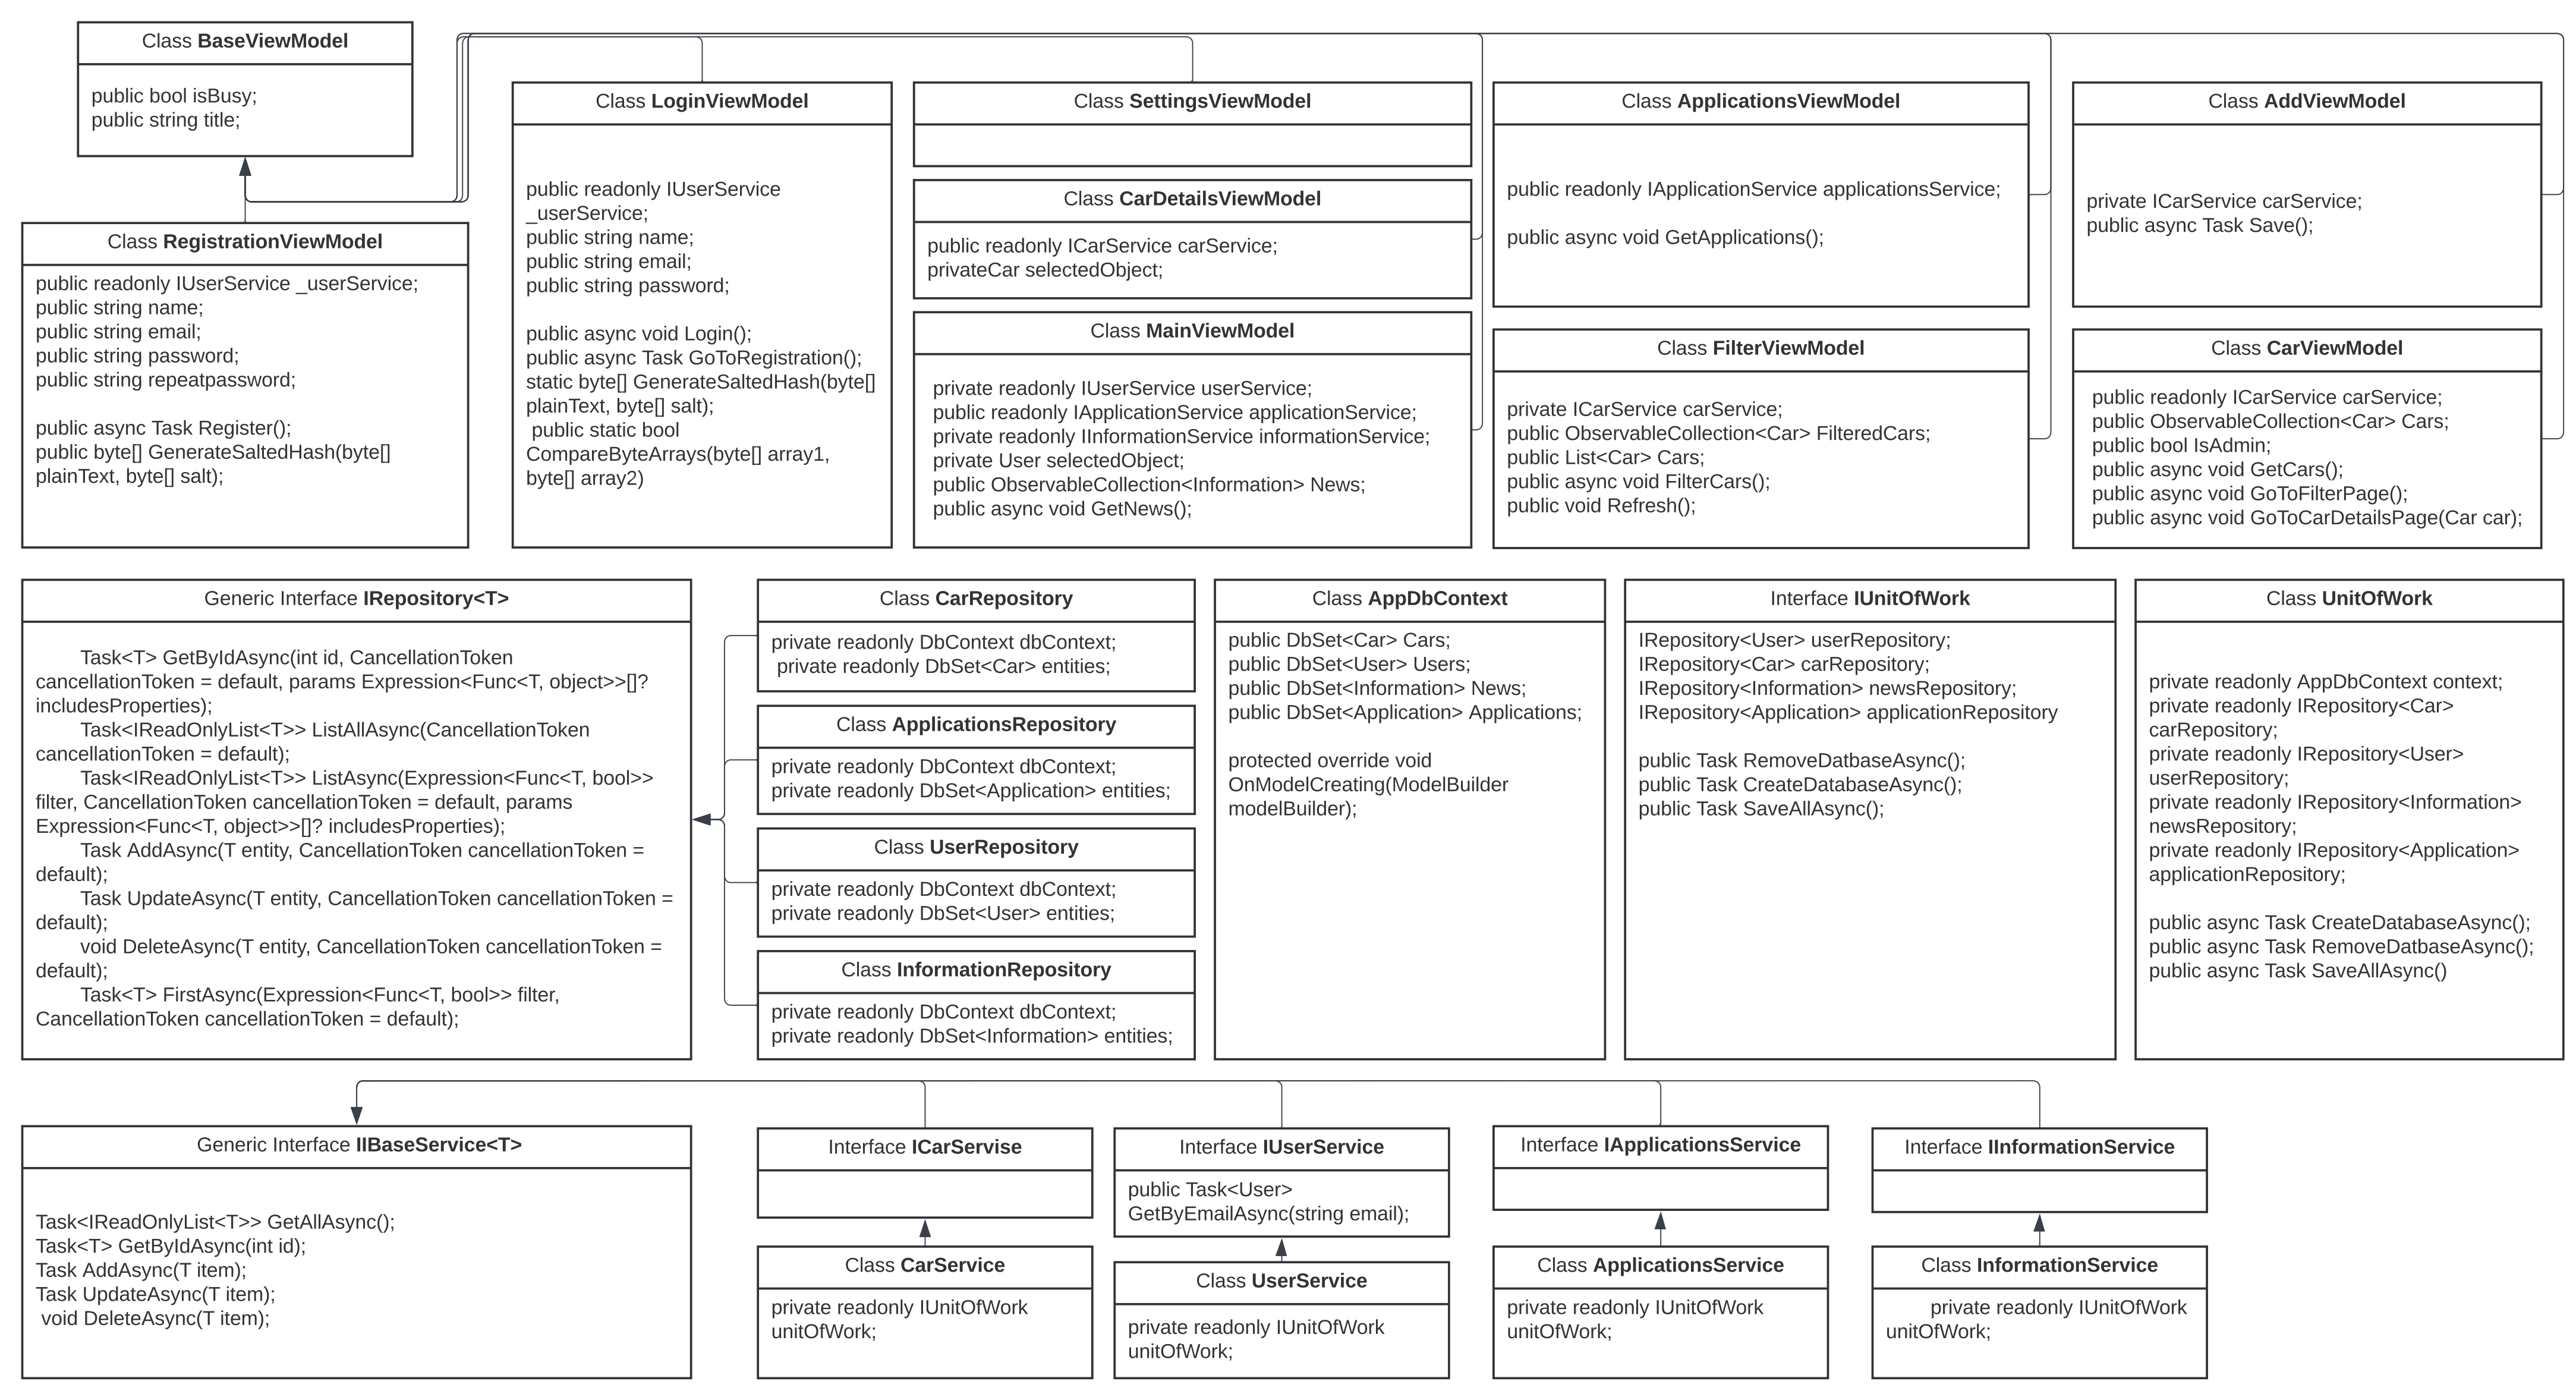 Class BaseViewModel
public bool isBusy;
public string title;
Class RegistrationViewModel
public readonly IUserService _userService;
public string name;
public string email;
public string password;
public string repeatpassword;
public async Task Register();
public byte[] GenerateSaltedHash(byte[]
plainText, byte[] salt);
Class LoginViewModel
public readonly IUserService
_userService;
public string name;
public string email;
public string password;
public async void Login();
public async Task GoToRegistration();
static byte[] GenerateSaltedHash(byte[]
plainText, byte[] salt);
public static bool
CompareByteArrays(byte[] array1,
byte[] array2)
Class SettingsViewModel
Class CarDetailsViewModel
public readonly ICarService carService;
privateCar selectedObject;
Class MainViewModel
private readonly IUserService userService;
public readonly IApplicationService applicationService;
private readonly IInformationService informationService;
private User selectedObject;
public ObservableCollection<Information> News;
public async void GetNews();
Class ApplicationsViewModel
public readonly IApplicationService applicationsService;
public async void GetApplications();
Class FilterViewModel
private ICarService carService;
public ObservableCollection<Car> FilteredCars;
public List<Car> Cars;
public async void FilterCars();
public void Refresh();
Class AddViewModel
private ICarService carService;
public async Task Save();
Class CarViewModel
public readonly ICarService carService;
public ObservableCollection<Car> Cars;
public bool IsAdmin;
public async void GetCars();
public async void GoToFilterPage();
public async void GoToCarDetailsPage(Car car);
Generic Interface IRepository<T>
Task<T> GetByIdAsync(int id, CancellationToken
cancellationToken = default, params Expression<Func<T, object>>[]?
includesProperties);
Task<IReadOnlyList<T>> ListAllAsync(CancellationToken
cancellationToken = default);
Task<IReadOnlyList<T>> ListAsync(Expression<Func<T, bool>>
filter, CancellationToken cancellationToken = default, params
Expression<Func<T, object>>[]? includesProperties);
Task AddAsync(T entity, CancellationToken cancellationToken =
default);
Task UpdateAsync(T entity, CancellationToken cancellationToken =
default);
void DeleteAsync(T entity, CancellationToken cancellationToken =
default);
Task<T> FirstAsync(Expression<Func<T, bool>> filter,
CancellationToken cancellationToken = default);
Class CarRepository
private readonly DbContext dbContext;
private readonly DbSet<Car> entities;
Class ApplicationsRepository
private readonly DbContext dbContext;
private readonly DbSet<Application> entities;
Class UserRepository
private readonly DbContext dbContext;
private readonly DbSet<User> entities;
Class InformationRepository
private readonly DbContext dbContext;
private readonly DbSet<Information> entities;
Class AppDbContext
public DbSet<Car> Cars;
public DbSet<User> Users;
public DbSet<Information> News;
public DbSet<Application> Applications;
protected override void
OnModelCreating(ModelBuilder
modelBuilder);
Interface IUnitOfWork
IRepository<User> userRepository;
IRepository<Car> carRepository;
IRepository<Information> newsRepository;
IRepository<Application> applicationRepository
public Task RemoveDatbaseAsync();
public Task CreateDatabaseAsync();
public Task SaveAllAsync();
Class UnitOfWork
private readonly AppDbContext context;
private readonly IRepository<Car>
carRepository;
private readonly IRepository<User>
userRepository;
private readonly IRepository<Information>
newsRepository;
private readonly IRepository<Application>
applicationRepository;
public async Task CreateDatabaseAsync();
public async Task RemoveDatbaseAsync();
public async Task SaveAllAsync()
Generic Interface IIBaseService<T>
Task<IReadOnlyList<T>> GetAllAsync();
Task<T> GetByIdAsync(int id);
Task AddAsync(T item);
Task UpdateAsync(T item);
void DeleteAsync(T item);
Interface ICarServise
Class CarService
private readonly IUnitOfWork
unitOfWork;
Interface IUserService
public Task<User>
GetByEmailAsync(string email);
Class UserService
private readonly IUnitOfWork
unitOfWork;
Interface IApplicationsService
Class ApplicationsService
private readonly IUnitOfWork
unitOfWork;
Interface IInformationService
Class InformationService
private readonly IUnitOfWork
unitOfWork;